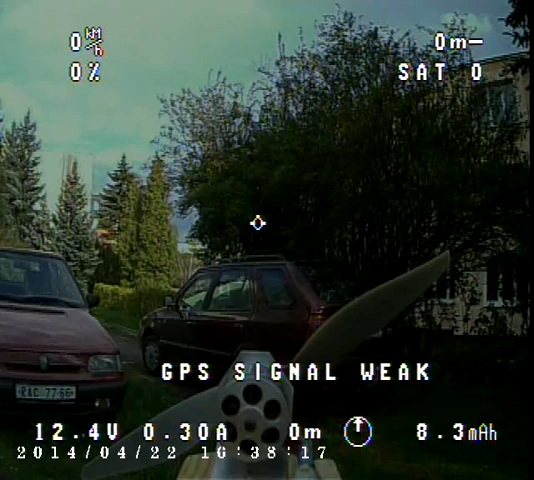 0 KM/h 0m-
0% SAT 0
GPS SIGNAL WEAK
12.4V 0.30A 0m 8.3mAh
2014/04/22 16:38:17